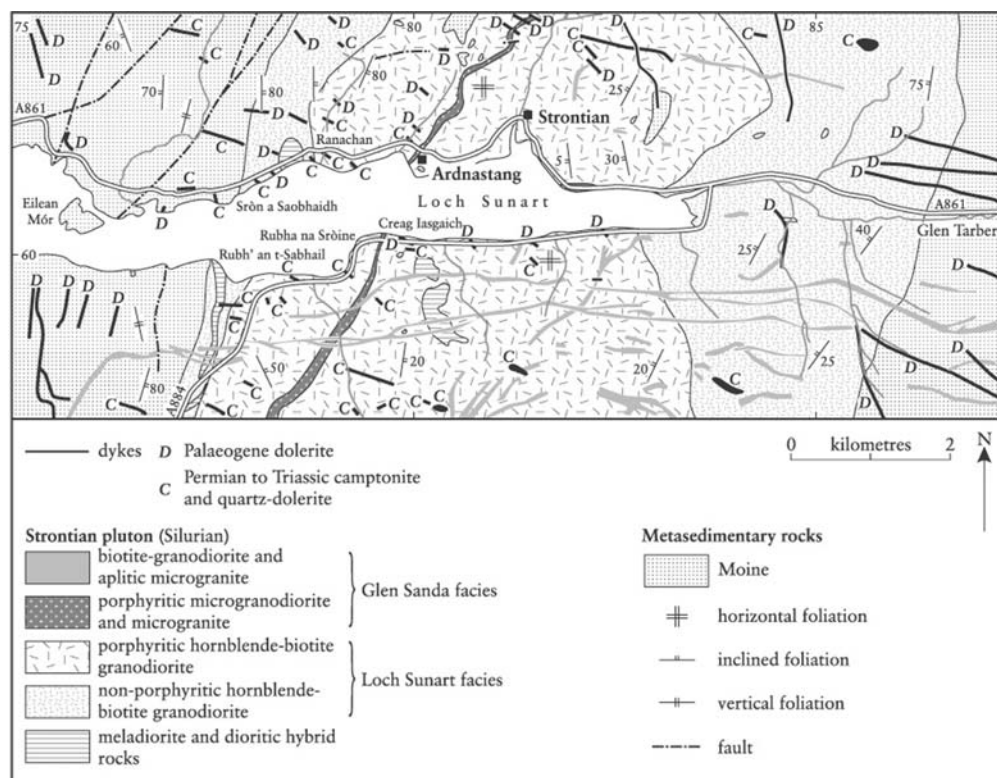 75
80
85
60
D
D
D
C
C
C
D
D
D
25
75
70
80
80
A861
D
D
Ranachan
C
C
C
Strontian
Ardnastang
5
30
Loch Sunart
Eilean
Mór
Sròn a Saobhaidh
Creag Iasgaich
Rubha na Sròine
Rubh' an t-Sabhail
A861
Glen Tarbert
60
D
D
D
D
C
C
C
D
D
25
40
80
A884
50
20
20
25
C
C
C
D
D
D
dykes D Palaeogene dolerite
C Permian to Triassic camptonite
and quartz-dolerite
0 kilometres 2
N
Strontian pluton (Silurian)
biotite-granodiorite and
aplitic microgranite
Glen Sanda facies
porphyritic microgranodiorite
and microgranite
porphyritic hornblende-biotite
granodiorite
Loch Sunart facies
non-porphyritic hornblende-
biotite granodiorite
meladiorite and dioritic hybrid
rocks
Metasedimentary rocks
Moine
horizontal foliation
inclined foliation
vertical foliation
fault